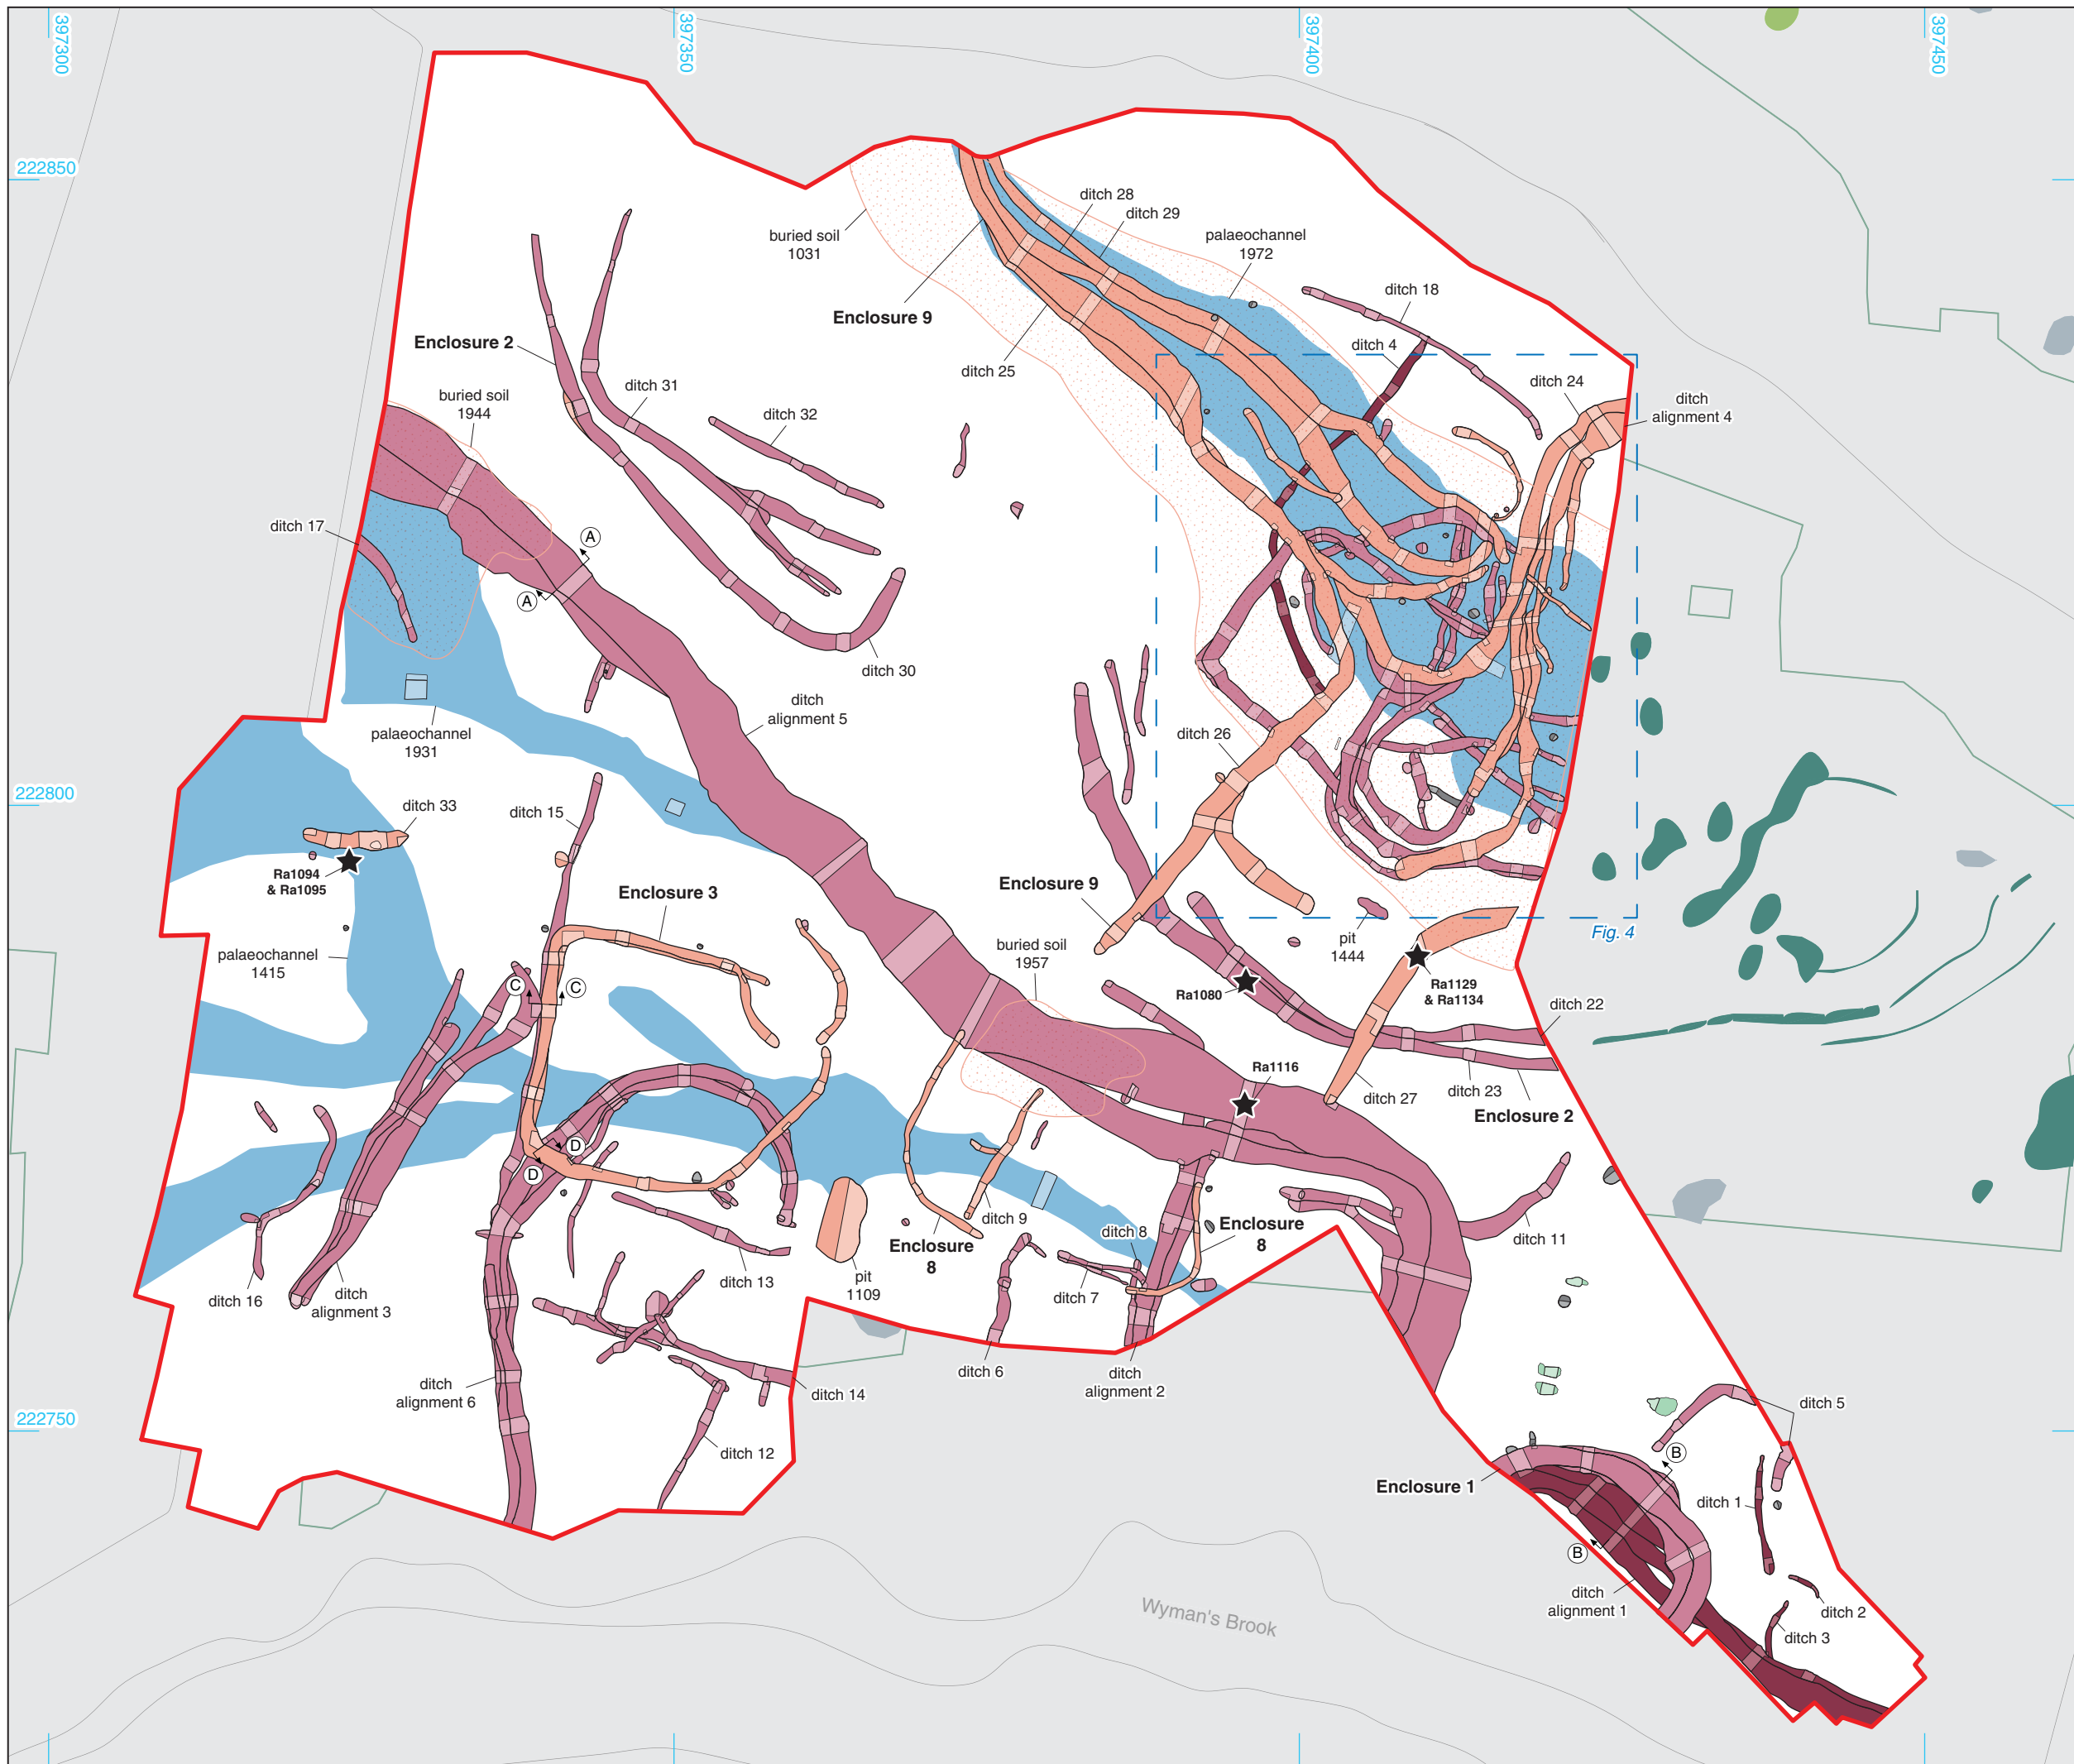 397300
397350
397400
397450
222850
ditch 28
ditch 29
buried soil
1031
palaeochannel
1972
Enclosure 9
ditch 18
Enclosure 2
ditch 4
ditch 25
ditch 24
ditch 31
buried soil
1944
ditch
alignment 4
ditch 32
ditch 17
A
A
ditch 30
ditch
alignment 5
palaeochannel
1931
ditch 26
222800
ditch 33
ditch 15
Ra1094
& Ra1095
Enclosure 3
Enclosure 9
Fig. 4
pit
1444
buried soil
1957
palaeochannel
1415
C
C
Ra1080
Ra1129
& Ra1134
ditch 22
Ra1116
ditch 23
ditch 27
Enclosure 2
D
D
ditch 9
ditch 8
Enclosure
8
Enclosure
8
ditch 11
ditch 13
pit
1109
ditch 7
ditch 16
ditch
alignment 3
ditch 6
ditch
alignment 2
ditch
alignment 6
ditch 14
ditch 5
222750
ditch 12
B
Enclosure 1
ditch 1
B
ditch
alignment 1
ditch 2
ditch 3
Wyman's Brook